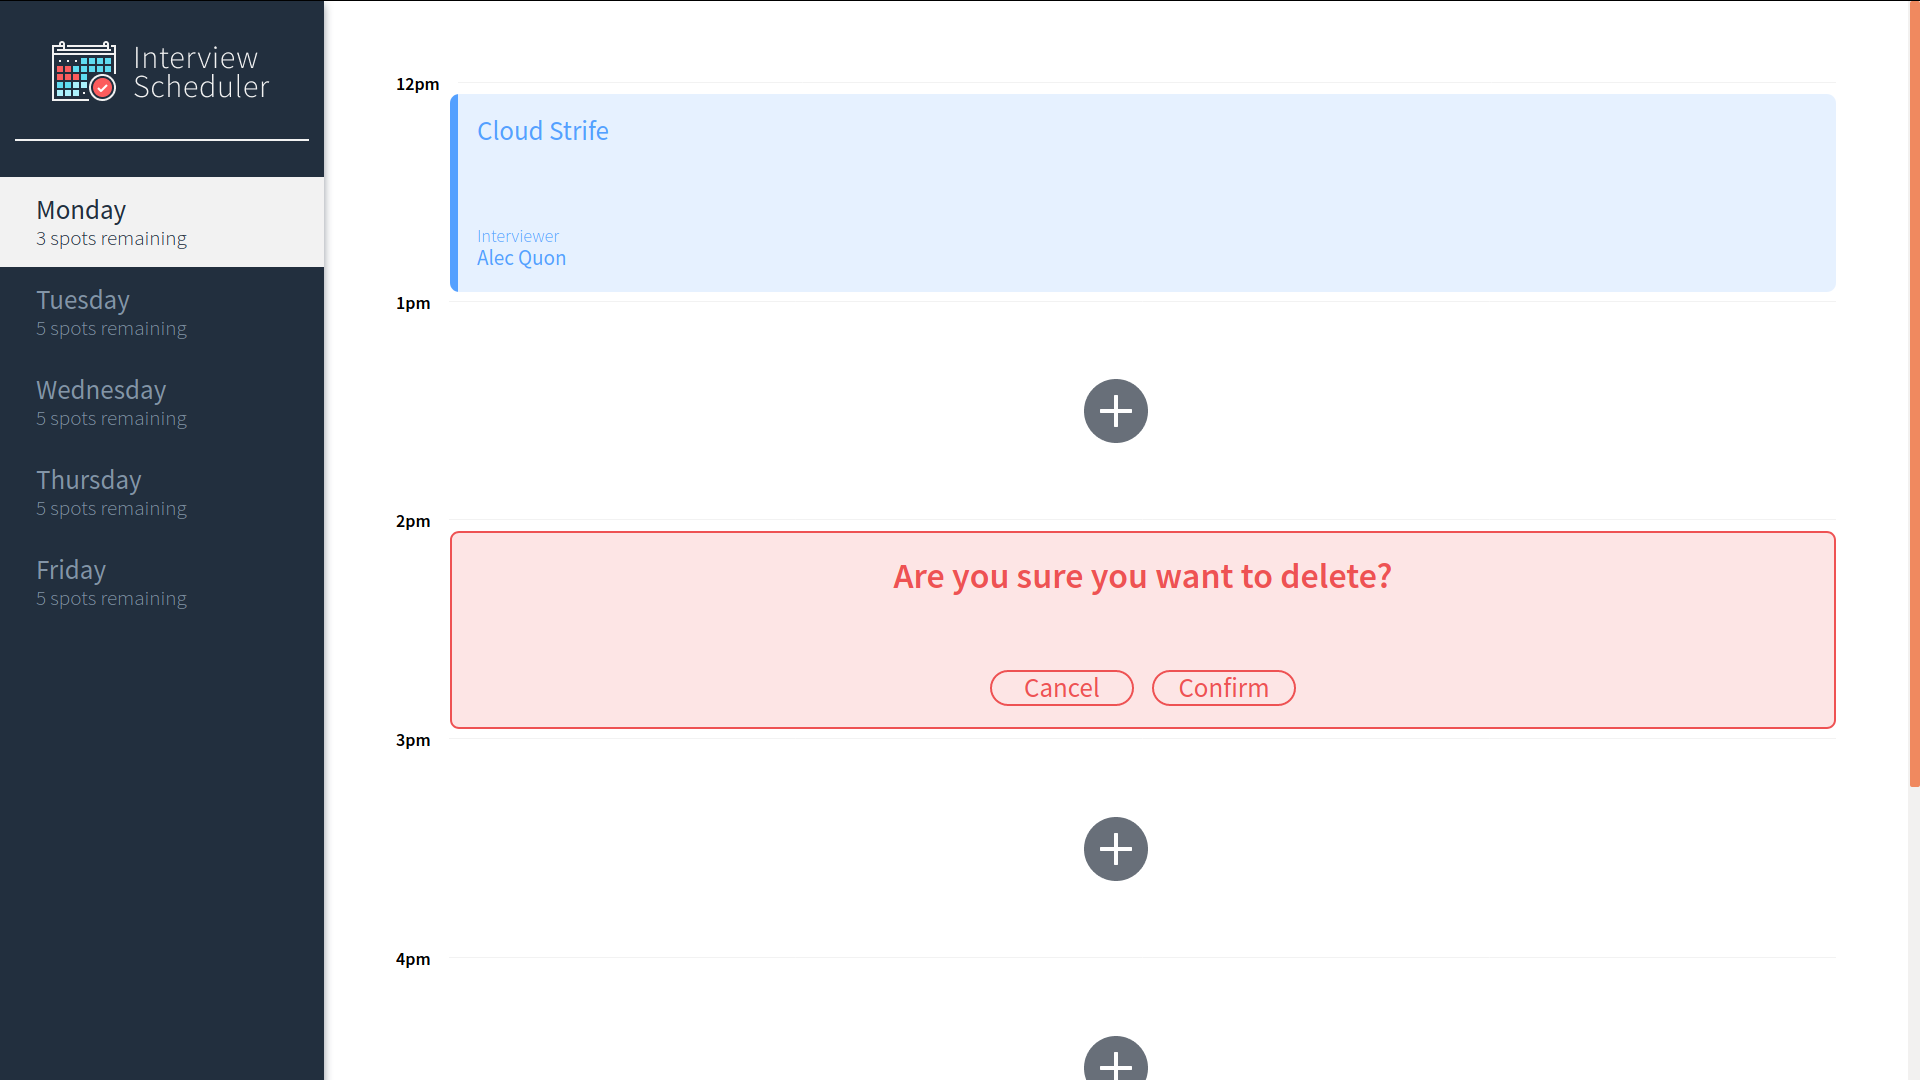 Interview
Scheduler
Monday
3 spots remaining
Tuesday
5 spots remaining
Wednesday
5 spots remaining
Thursday
5 spots remaining
Friday
5 spots remaining
12pm
Cloud Strife
Interviewer
Alec Quon
1pm
2pm
Are you sure you want to delete?
Cancel Confirm
3pm
4pm